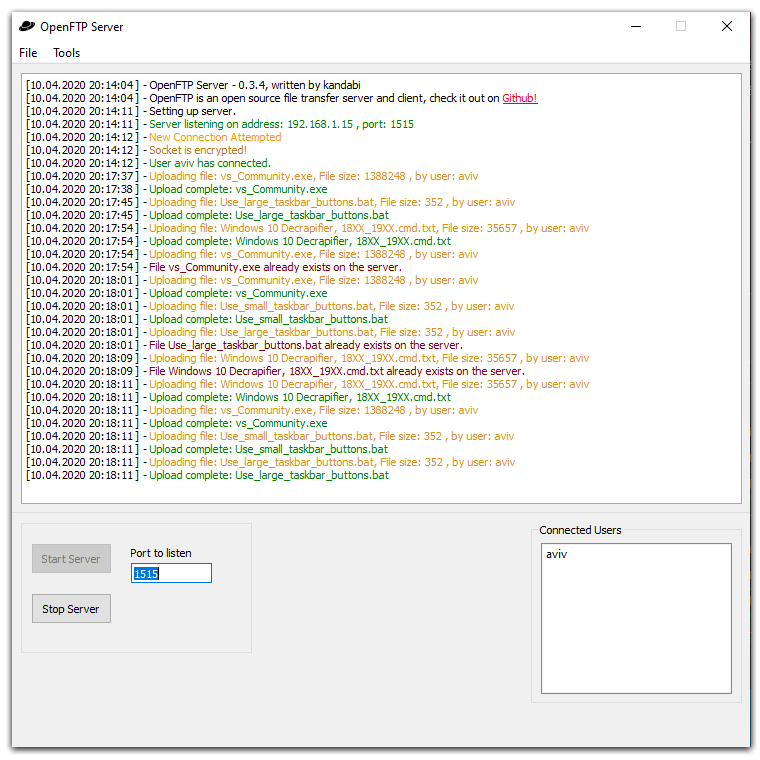 OpenFTP Server
File Tools
[10.04.2020 20:14:04] - OpenFTP Server - 0.3.4, written by kandabi
[10.04.2020 20:14:04] - OpenFTP is an open source file transfer server and client, check it out on Github!
[10.04.2020 20:14:11] - Setting up server.
[10.04.2020 20:14:11] - Server listening on address: 192.168.1.15 , port: 1515
[10.04.2020 20:14:12] - New Connection Attempted
[10.04.2020 20:14:12] - Socket is encrypted!
[10.04.2020 20:14:12] - User aviv has connected.
[10.04.2020 20:17:37] - Uploading file: vs_Community.exe, File size: 1388248 , by user: aviv
[10.04.2020 20:17:38] - Upload complete: vs_Community.exe
[10.04.2020 20:17:45] - Uploading file: Use_large_taskbar_buttons.bat, File size: 352 , by user: aviv
[10.04.2020 20:17:45] - Upload complete: Use_large_taskbar_buttons.bat
[10.04.2020 20:17:54] - Uploading file: Windows 10 Decrapifier, 18XX_19XX.cmd.txt, File size: 35657 , by user: aviv
[10.04.2020 20:17:54] - Upload complete: Windows 10 Decrapifier, 18XX_19XX.cmd.txt
[10.04.2020 20:17:54] - Uploading file: vs_Community.exe, File size: 1388248 , by user: aviv
[10.04.2020 20:17:54] - File vs_Community.exe already exists on the server.
[10.04.2020 20:18:01] - Uploading file: vs_Community.exe, File size: 1388248 , by user: aviv
[10.04.2020 20:18:01] - Upload complete: vs_Community.exe
[10.04.2020 20:18:01] - Uploading file: Use_small_taskbar_buttons.bat, File size: 352 , by user: aviv
[10.04.2020 20:18:01] - Upload complete: Use_small_taskbar_buttons.bat
[10.04.2020 20:18:01] - Uploading file: Use_large_taskbar_buttons.bat, File size: 352 , by user: aviv
[10.04.2020 20:18:01] - File Use_large_taskbar_buttons.bat already exists on the server.
[10.04.2020 20:18:09] - Uploading file: Windows 10 Decrapifier, 18XX_19XX.cmd.txt, File size: 35657 , by user: aviv
[10.04.2020 20:18:09] - File Windows 10 Decrapifier, 18XX_19XX.cmd.txt already exists on the server.
[10.04.2020 20:18:11] - Uploading file: Windows 10 Decrapifier, 18XX_19XX.cmd.txt, File size: 35657 , by user: aviv
[10.04.2020 20:18:11] - Upload complete: Windows 10 Decrapifier, 18XX_19XX.cmd.txt
[10.04.2020 20:18:11] - Uploading file: vs_Community.exe, File size: 1388248 , by user: aviv
[10.04.2020 20:18:11] - Upload complete: vs_Community.exe
[10.04.2020 20:18:11] - Uploading file: Use_small_taskbar_buttons.bat, File size: 352 , by user: aviv
[10.04.2020 20:18:11] - Upload complete: Use_small_taskbar_buttons.bat
[10.04.2020 20:18:11] - Uploading file: Use_large_taskbar_buttons.bat, File size: 352 , by user: aviv
[10.04.2020 20:18:11] - Upload complete: Use_large_taskbar_buttons.bat
Start Server
Port to listen
1515
Stop Server
Connected Users
aviv